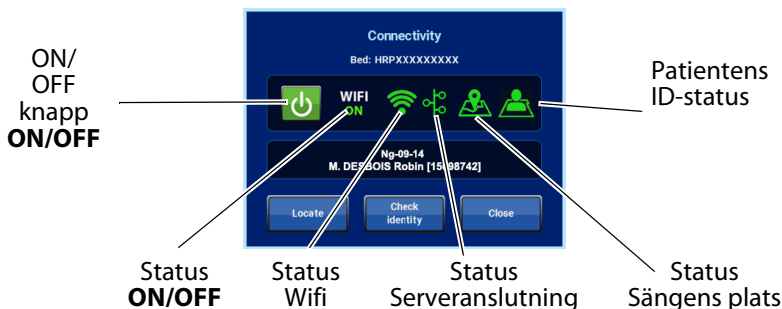 Connectivity
Bed: HRPXXXXXXXXX
ON/
OFF
knapp
ON/OFF
WIFI
ON
Patientens
ID-status
Ng-09-14
M. DESBOIS Robin [15098742]
Locate
Check
identity
Close
Status
ON/OFF
Status
Wifi
Status
Serveranslutning
Status
Sängens plats